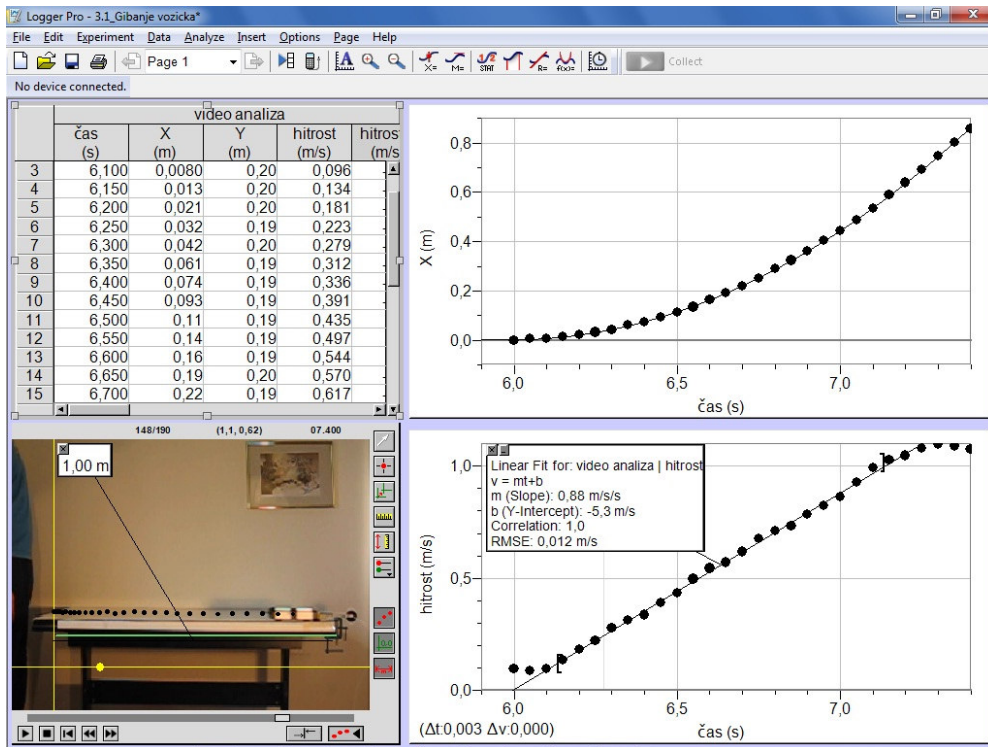 Logger Pro - 3.1_Gibanje vozicka*
File Edit Experiment Data Analyze Insert Options Page Help
Page 1
X= M= STAT R= f(x)= Collect
No device connected.
video analiza
čas X Y hitrost hitros
(s) (m) (m) (m/s) (m/s
3 6,100 0,0080 0,20 0,096
4 6,150 0,013 0,20 0,134
5 6,200 0,021 0,20 0,181
6 6,250 0,032 0,19 0,223
7 6,300 0,042 0,20 0,279
8 6,350 0,061 0,19 0,312
9 6,400 0,074 0,19 0,336
10 6,450 0,093 0,19 0,391
11 6,500 0,11 0,19 0,435
12 6,550 0,14 0,19 0,497
13 6,600 0,16 0,19 0,544
14 6,650 0,19 0,20 0,570
15 6,700 0,22 0,19 0,617
X (m)
0,8
0,6
0,4
0,2
0,0
6,0 6,5 7,0
čas (s)
148/190 (1,1, 0,62) 07.400
1,00 m
hitrost (m/s)
1,0
0,5
0,0
Linear Fit for: video analiza | hitrost
v = mt+b
m (Slope): 0,88 m/s/s
b (Y-Intercept): -5,3 m/s
Correlation: 1,0
RMSE: 0,012 m/s
6,0 6,5 7,0
(Δt:0,003 Δv:0,000)
čas (s)